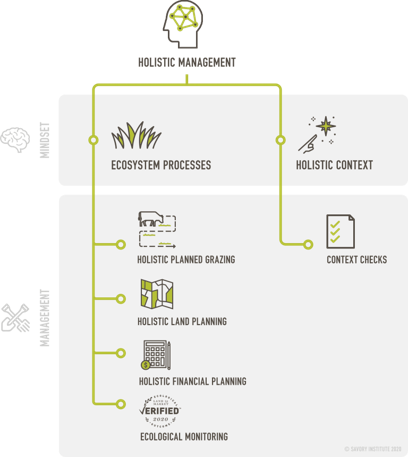 HOLISTIC MANAGEMENT
MINDSET
ECOSYSTEM PROCESSES
HOLISTIC CONTEXT
MANAGEMENT
HOLISTIC PLANNED GRAZING
CONTEXT CHECKS
HOLISTIC LAND PLANNING
HOLISTIC FINANCIAL PLANNING
$
VERIFIED
2020
ECOLOGICAL MONITORING
© SAVORY INSTITUTE 2020